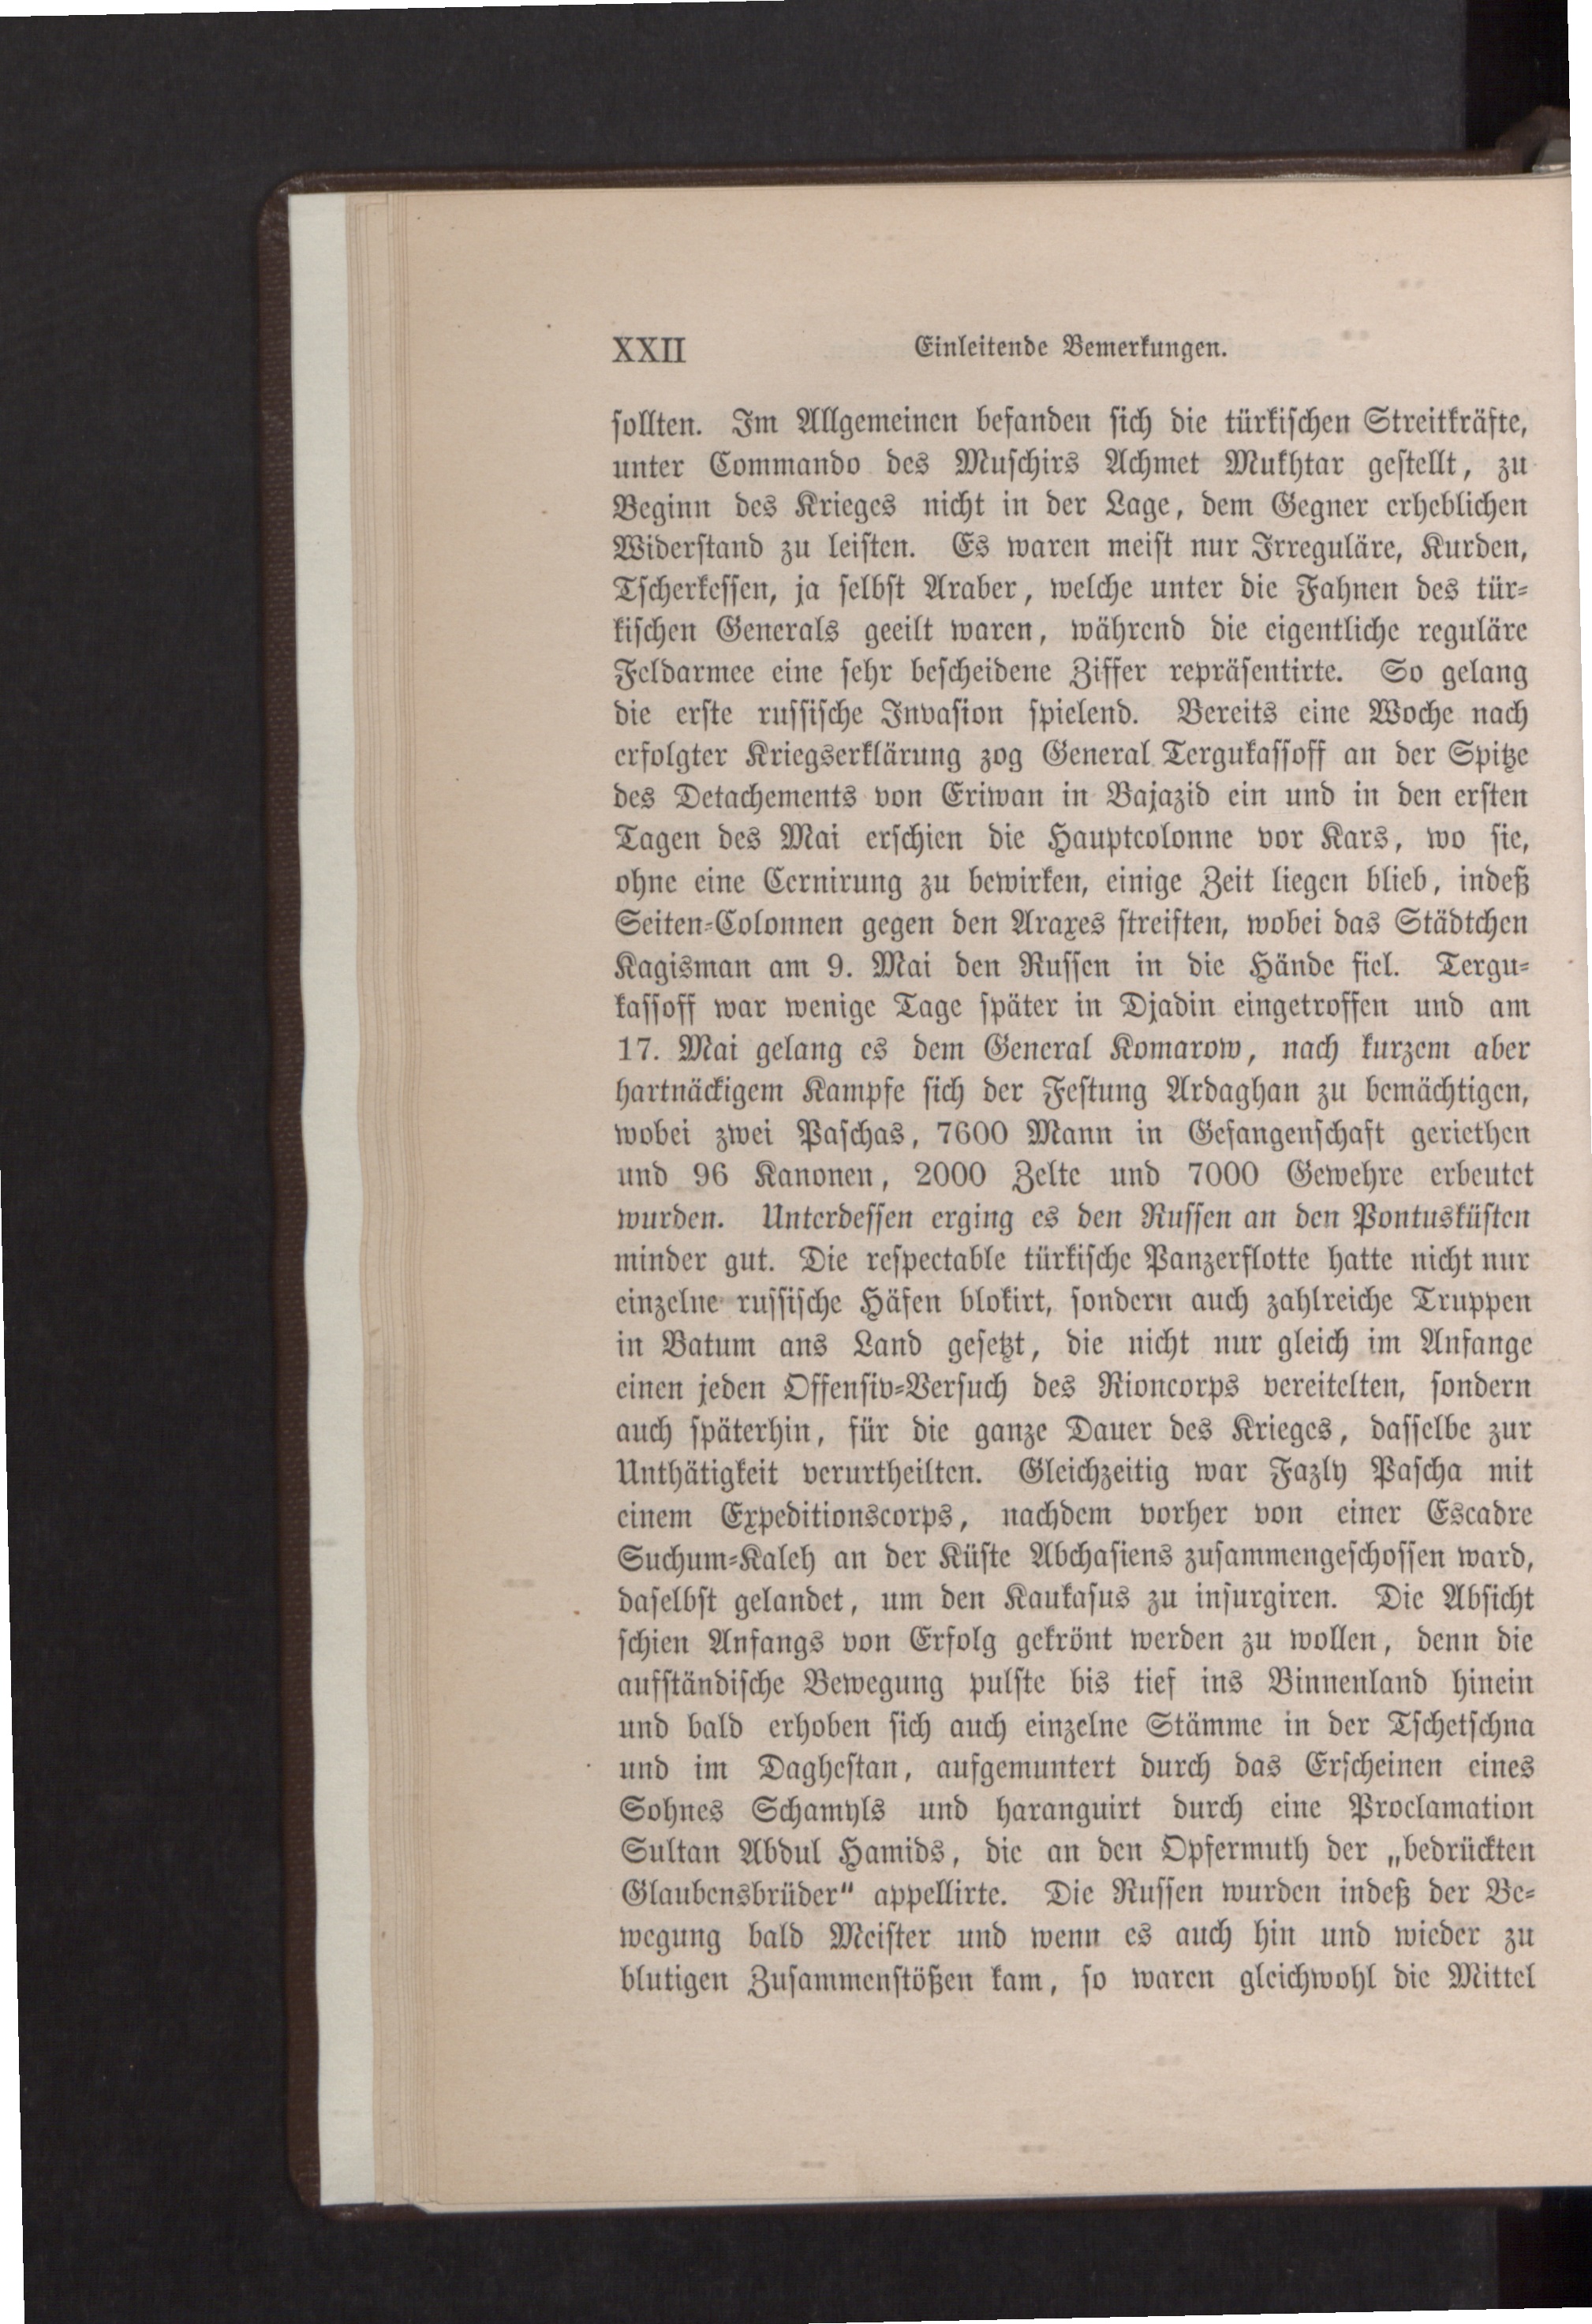 XXII Einleitende Bemerkungen.
sollten. Im Allgemeinen befanden sich die türkischen Streitkräfte,
unter Commando des Muschirs Achmet Mukhtar gestellt, zu
Beginn des Krieges nicht in der Lage, dem Gegner erheblichen
Widerstand zu leisten. Es waren meist nur Irreguläre, Kurden,
Tscherkessen, ja selbst Araber, welche unter die Fahnen des tür-
kischen Generals geeilt waren, während die eigentliche reguläre
Feldarmee eine sehr bescheidene Ziffer repräsentirte. So gelang
die erste russische Invasion spielend. Bereits eine Woche nach
erfolgter Kriegserklärung zog General Tergukassoff an der Spitze
des Detachements von Eriwan in Bajazid ein und in den ersten
Tagen des Mai erschien die Hauptcolonne vor Kars, wo sie,
ohne eine Cernirung zu bewirken, einige Zeit liegen blieb, indeß
Seiten-Colonnen gegen den Araxes streiften, wobei das Städtchen
Kagisman am 9. Mai den Russen in die Hände fiel. Tergu-
kassoff war wenige Tage später in Djadin eingetroffen und am
17. Mai gelang es dem General Komarow, nach kurzem aber
hartnäckigem Kampfe sich der Festung Ardaghan zu bemächtigen,
wobei zwei Paschas, 7600 Mann in Gefangenschaft geriethen
und 96 Kanonen, 2000 Zelte und 7000 Gewehre erbeutet
wurden. Unterdessen erging es den Russen an den Pontusküsten
minder gut. Die respectable türkische Panzerflotte hatte nicht nur
einzelne russische Häfen blokirt, sondern auch zahlreiche Truppen
in Batum ans Land gesetzt, die nicht nur gleich im Anfange
einen jeden Offensiv-Versuch des Rioncorps vereitelten, sondern
auch späterhin, für die ganze Dauer des Krieges, dasselbe zur
Unthätigkeit verurtheilten. Gleichzeitig war Fazly Pascha mit
einem Expeditionscorps, nachdem vorher von einer Escadre
Suchum-Kaleh an der Küste Abchasiens zusammengeschossen ward,
daselbst gelandet, um den Kaukasus zu insurgiren. Die Absicht
schien Anfangs von Erfolg gekrönt werden zu wollen, denn die
aufständische Bewegung pulste bis tief ins Binnenland hinein
und bald erhoben sich auch einzelne Stämme in der Tschetschna
und im Daghestan, aufgemuntert durch das Erscheinen eines
Sohnes Schamyls und haranguirt durch eine Proclamation
Sultan Abdul Hamids, die an den Opfermuth der „bedrückten
Glaubensbrüder“ appellirte. Die Russen wurden indeß der Be-
wegung bald Meister und wenn es auch hin und wieder zu
blutigen Zusammenstößen kam, so waren gleichwohl die Mittel